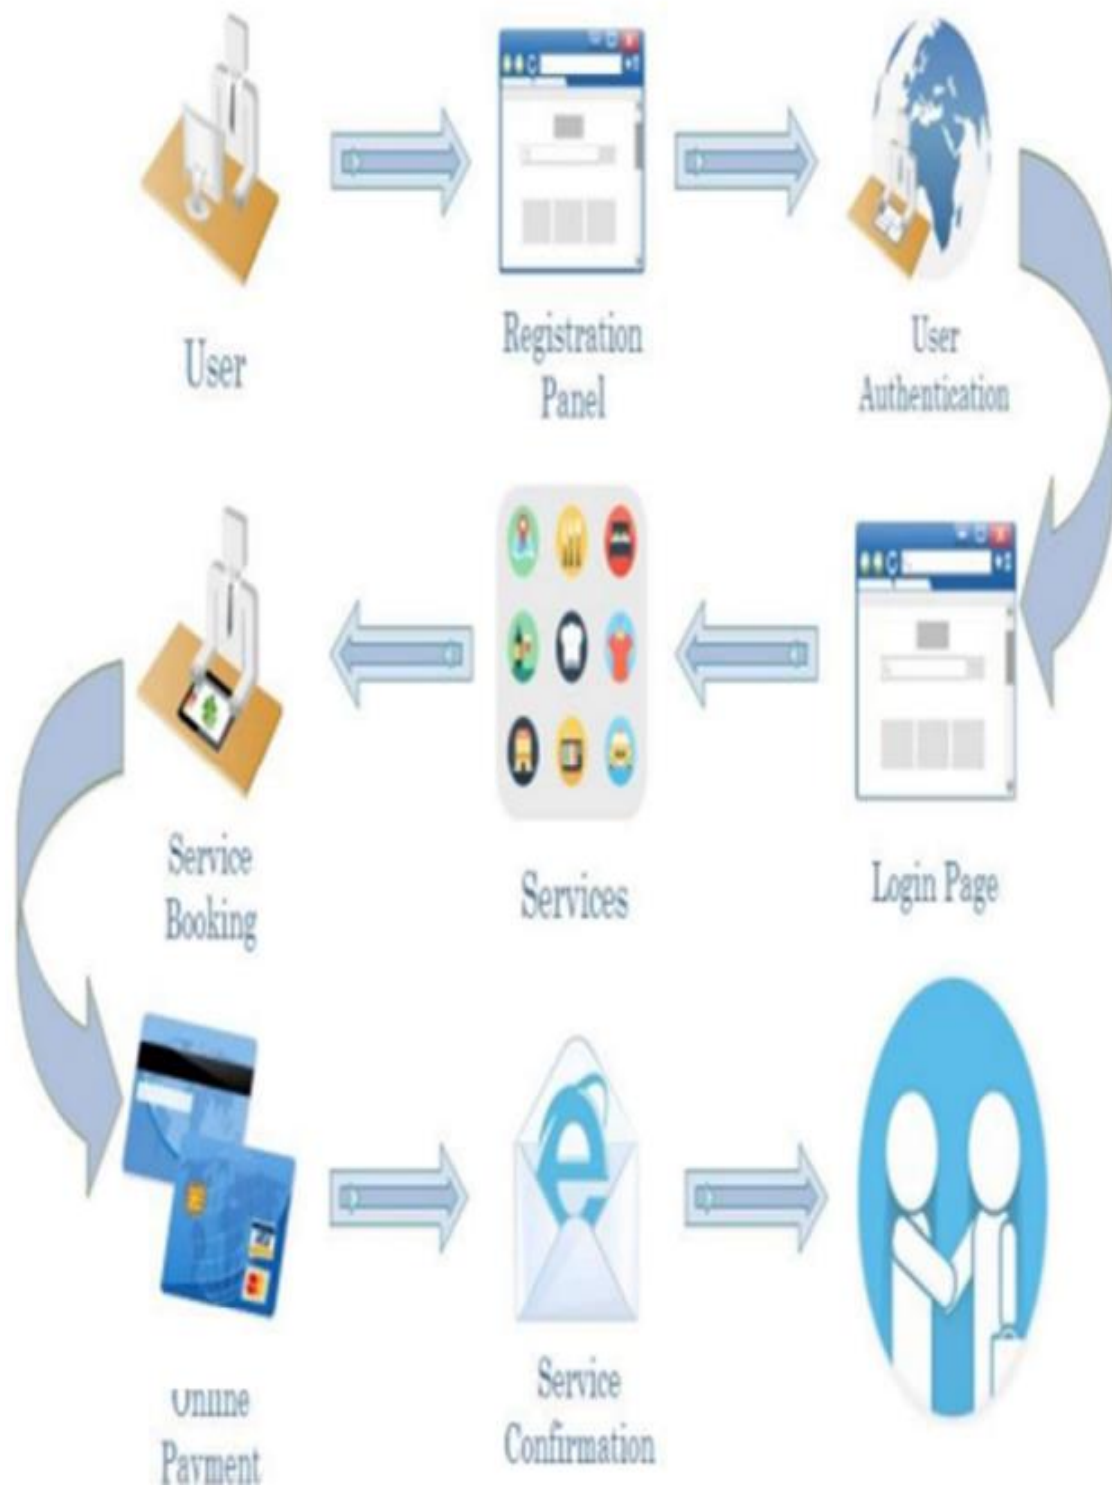 User
Registration
Panel
User
Authentication
Service
Booking
Services
Login Page
Online
Payment
Service
Confirmation